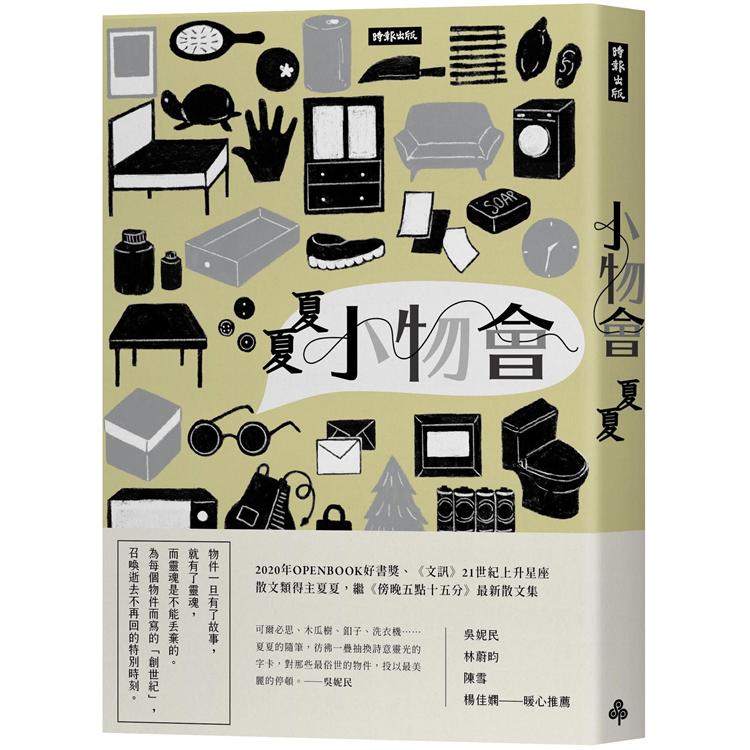 時報出版
SOAP
夏夏
小物會
物件一旦有了故事，
就有了靈魂，
而靈魂是不能丟棄的。
為每個物件而寫的「創世紀」，
召喚逝去不再回的特別時刻。
2020年OPENBOOK好書獎、《文訊》21世紀上升星座
散文類得主夏夏，繼《傍晚五點十五分》最新散文集
可爾必思、木瓜樹、釦子、洗衣機……
夏夏的隨筆，彷彿一疊抽換詩意靈光的
字卡，對那些最俗世的物件，投以最美
麗的停頓。——吳妮民
吳妮民
林蔚昀
陳雪
楊佳嫻——暖心推薦
時報出版
小物會
夏夏